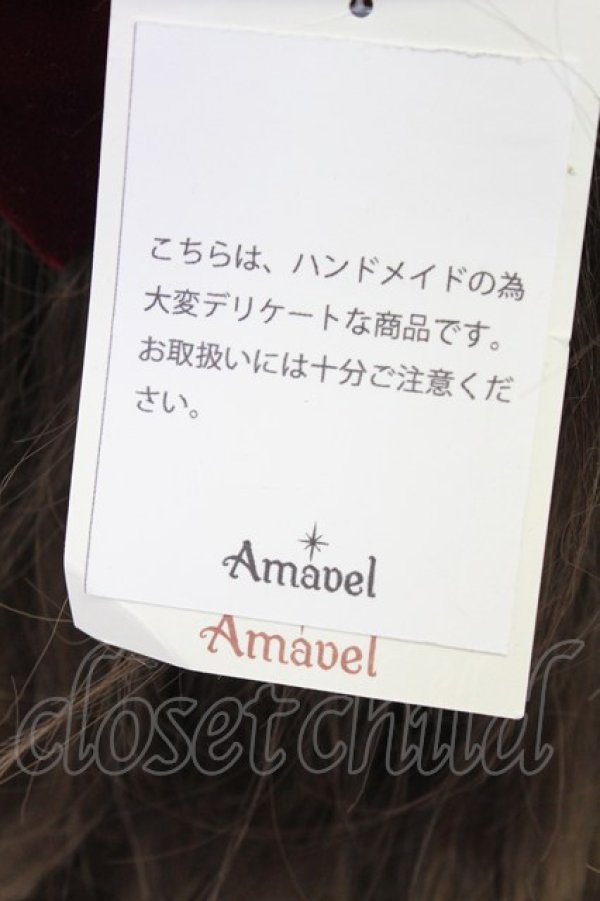 こちらは、ハンドメイドの為
大変デリケートな商品です。
お取扱いには十分ご注意くだ
さい。
Amavel
Amavel
closet child